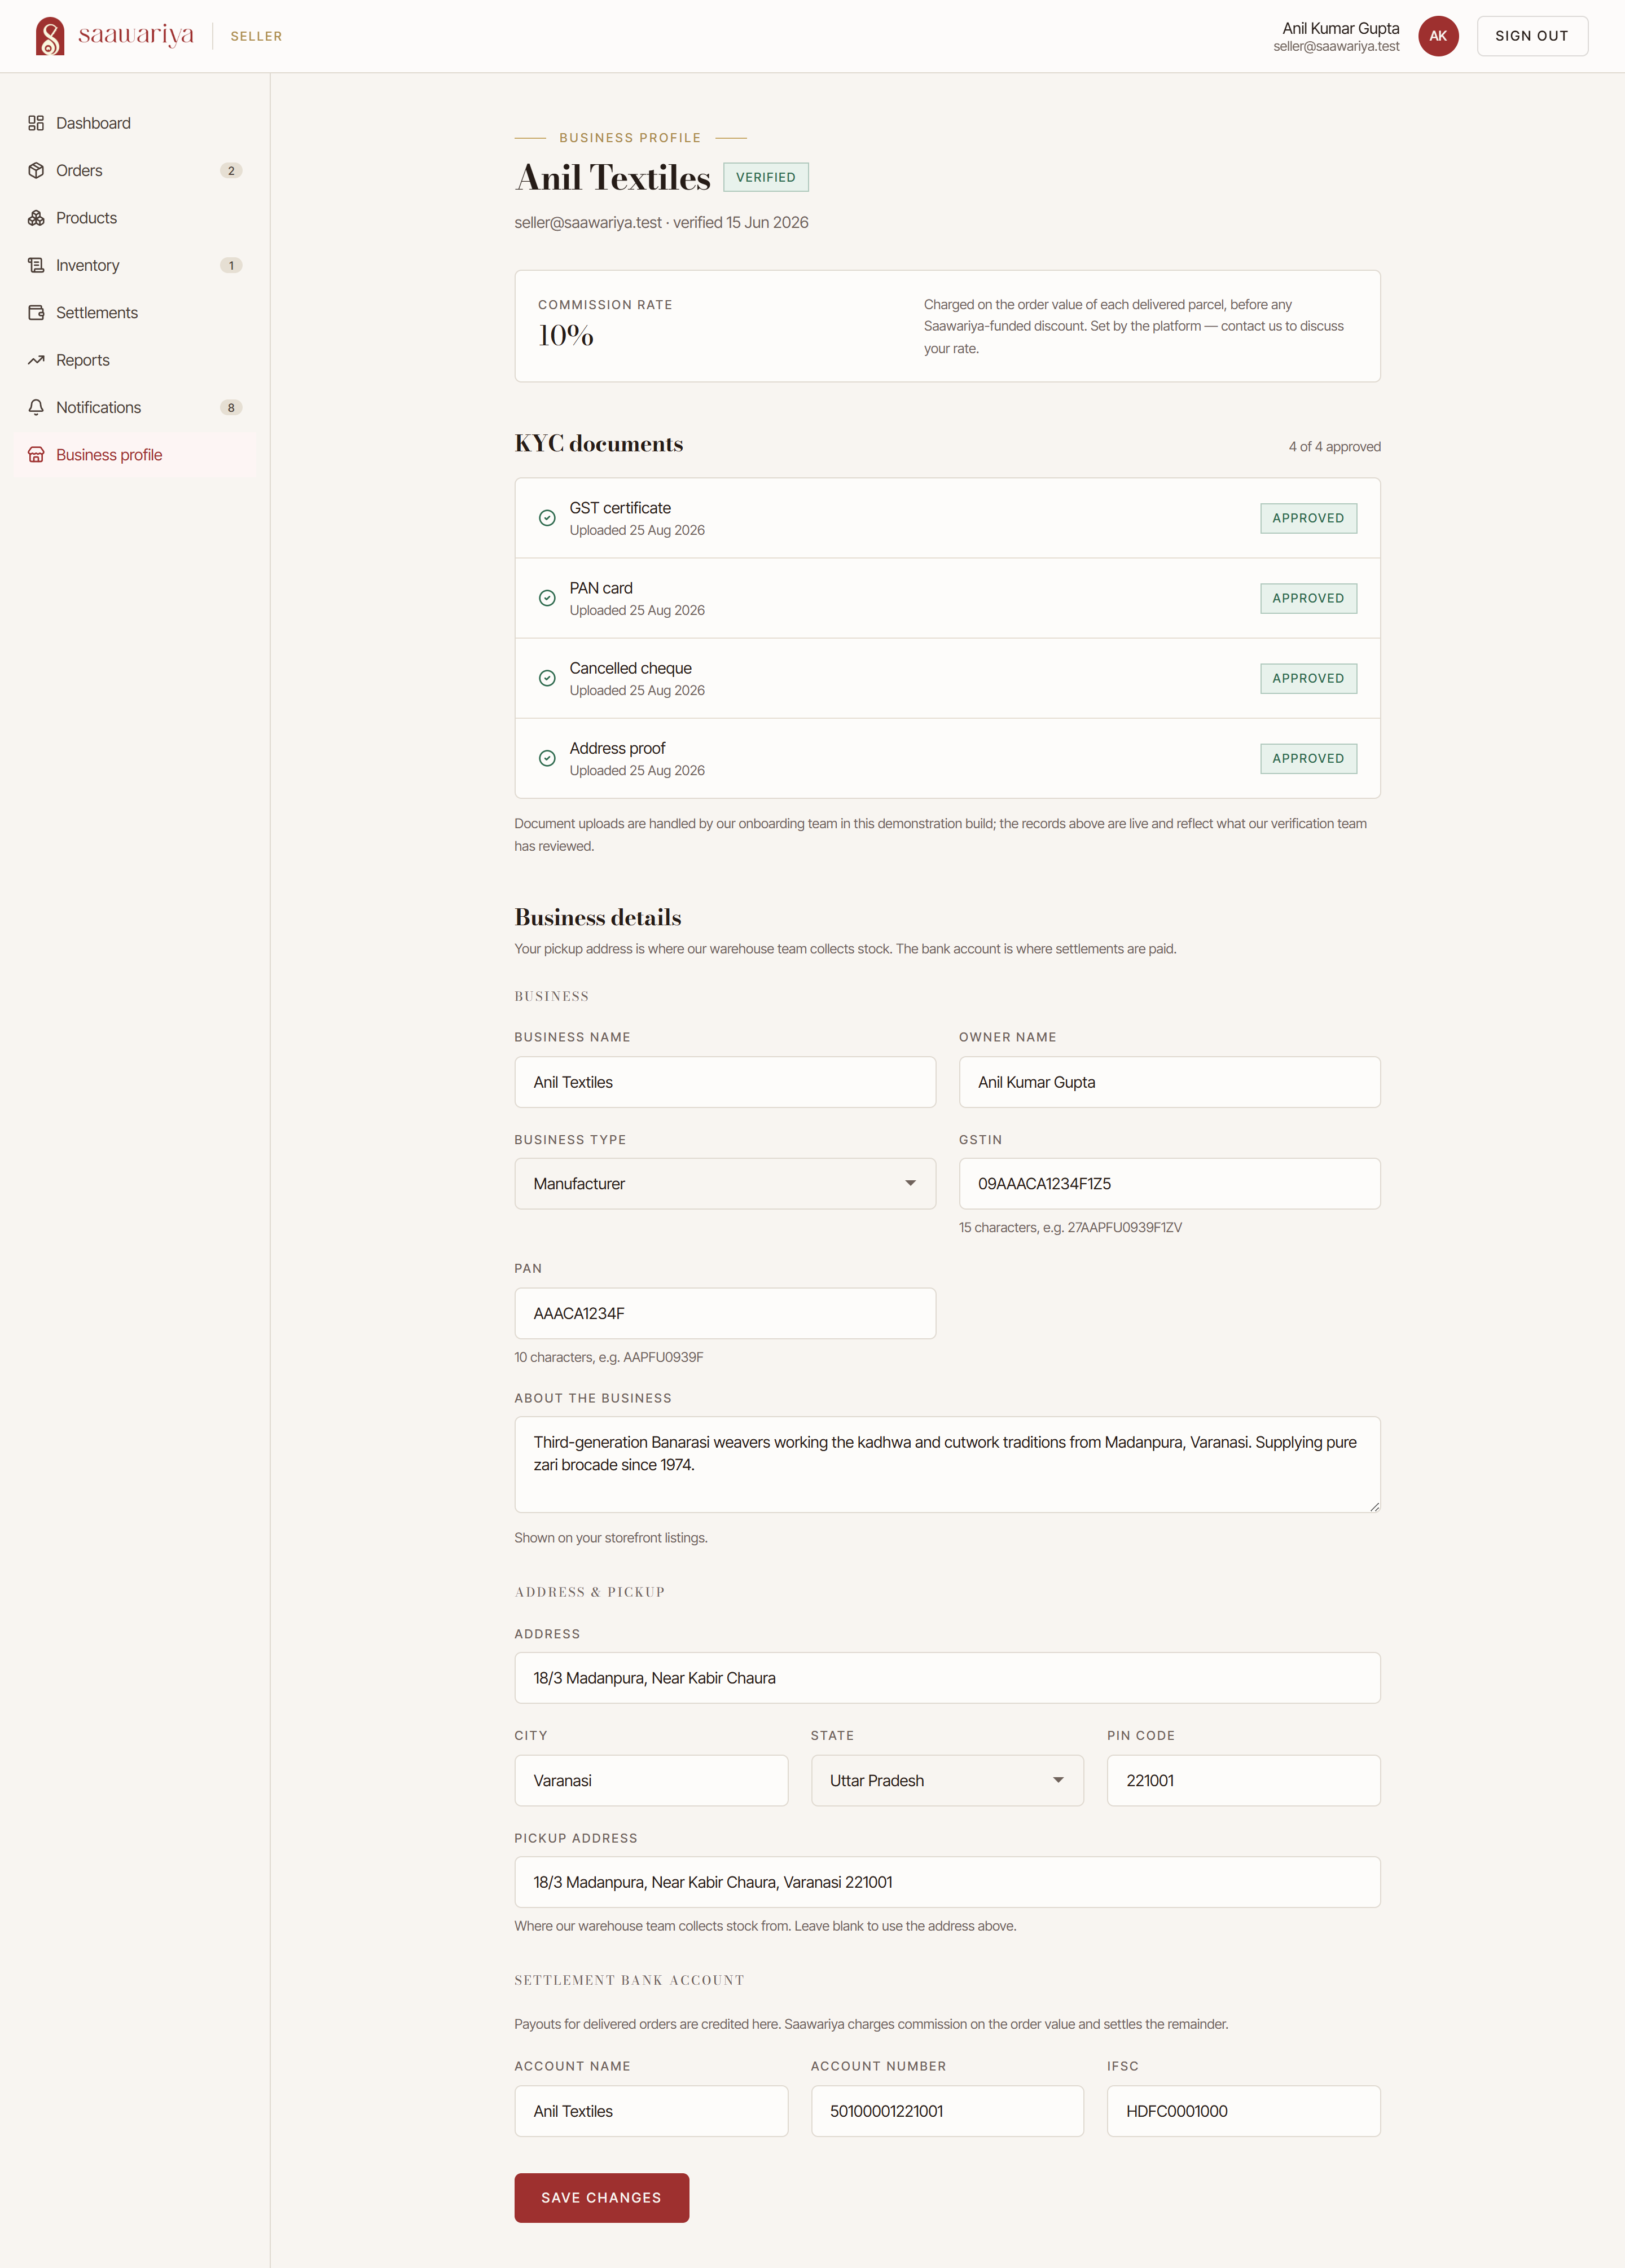 saawariya
SELLER
Anil Kumar Gupta
seller@saawariya.test
AK
SIGN OUT
Dashboard
Orders 2
Products
Inventory 1
Settlements
Reports
Notifications 8
Business profile
BUSINESS PROFILE
Anil Textiles VERIFIED
seller@saawariya.test · verified 15 Jun 2026
COMMISSION RATE
10%
Charged on the order value of each delivered parcel, before any
Saawariya-funded discount. Set by the platform — contact us to discuss
your rate.
KYC documents
4 of 4 approved
GST certificate
Uploaded 25 Aug 2026
APPROVED
PAN card
Uploaded 25 Aug 2026
APPROVED
Cancelled cheque
Uploaded 25 Aug 2026
APPROVED
Address proof
Uploaded 25 Aug 2026
APPROVED
Document uploads are handled by our onboarding team in this demonstration build; the records above are live and reflect what our verification team
has reviewed.
Business details
Your pickup address is where our warehouse team collects stock. The bank account is where settlements are paid.
BUSINESS
BUSINESS NAME
Anil Textiles
OWNER NAME
Anil Kumar Gupta
BUSINESS TYPE
Manufacturer
GSTIN
09AAACA1234F1Z5
15 characters, e.g. 27AAPFU0939F1ZV
PAN
AAACA1234F
10 characters, e.g. AAPFU0939F
ABOUT THE BUSINESS
Third-generation Banarasi weavers working the kadhwa and cutwork traditions from Madanpura, Varanasi. Supplying pure
zari brocade since 1974.
Shown on your storefront listings.
ADDRESS & PICKUP
ADDRESS
18/3 Madanpura, Near Kabir Chaura
CITY
Varanasi
STATE
Uttar Pradesh
PIN CODE
221001
PICKUP ADDRESS
18/3 Madanpura, Near Kabir Chaura, Varanasi 221001
Where our warehouse team collects stock from. Leave blank to use the address above.
SETTLEMENT BANK ACCOUNT
Payouts for delivered orders are credited here. Saawariya charges commission on the order value and settles the remainder.
ACCOUNT NAME
Anil Textiles
ACCOUNT NUMBER
50100001221001
IFSC
HDFC0001000
SAVE CHANGES